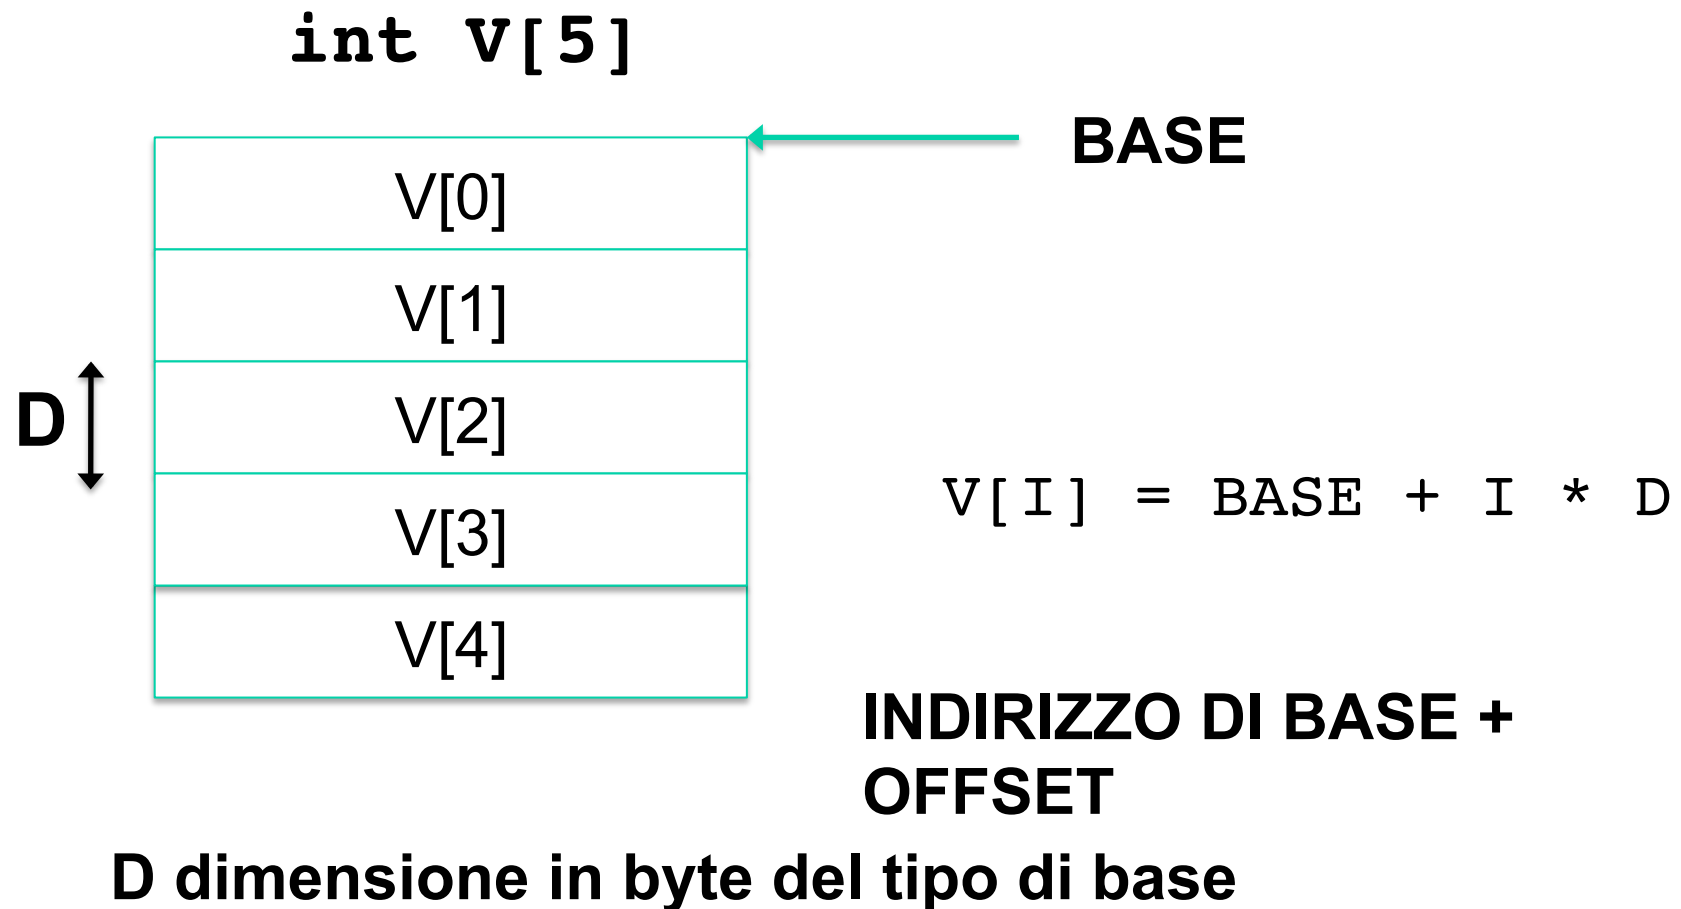 int V[5]
BASE
V[0]
V[1]
D
V[2]
V[3]
V[I] = BASE + I * D
V[4]
INDIRIZZO DI BASE +
OFFSET
D dimensione in byte del tipo di base